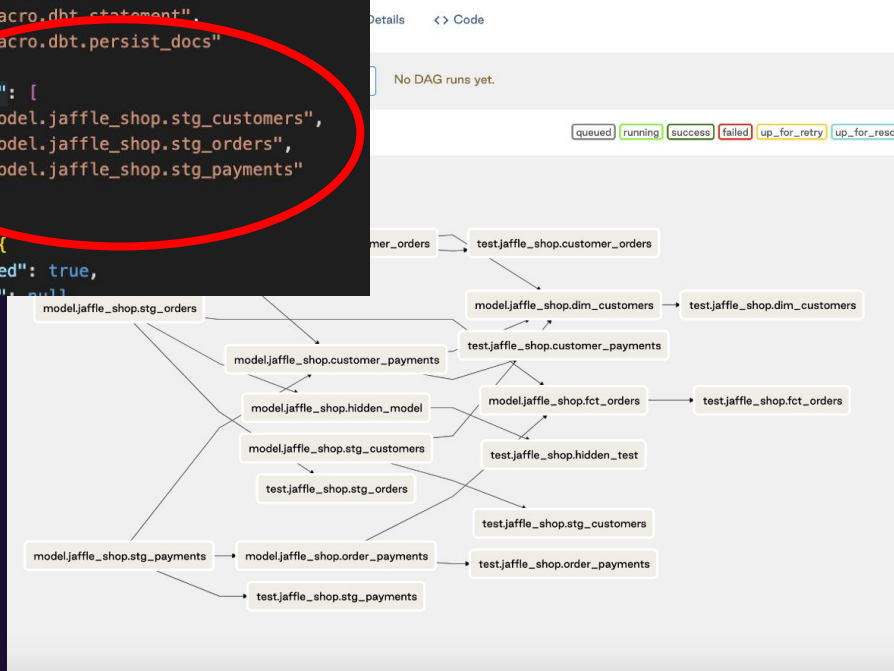 acro.dbt.statement",
acro.dbt.persist_docs"
": [
odel.jaffle_shop.stg_customers",
odel.jaffle_shop.stg_orders",
odel.jaffle_shop.stg_payments"
{
ed": true,
": null
Details <> Code
No DAG runs yet.
queued running success failed up_for_retry up_for_resc
mer_orders test.jaffle_shop.customer_orders
model.jaffle_shop.stg_orders model.jaffle_shop.dim_customers test.jaffle_shop.dim_customers
test.jaffle_shop.customer_payments
model.jaffle_shop.customer_payments
model.jaffle_shop.hidden_model model.jaffle_shop.fct_orders test.jaffle_shop.fct_orders
model.jaffle_shop.stg_customers test.jaffle_shop.hidden_test
test.jaffle_shop.stg_orders
test.jaffle_shop.stg_customers
model.jaffle_shop.stg_payments model.jaffle_shop.order_payments test.jaffle_shop.order_payments
test.jaffle_shop.stg_payments